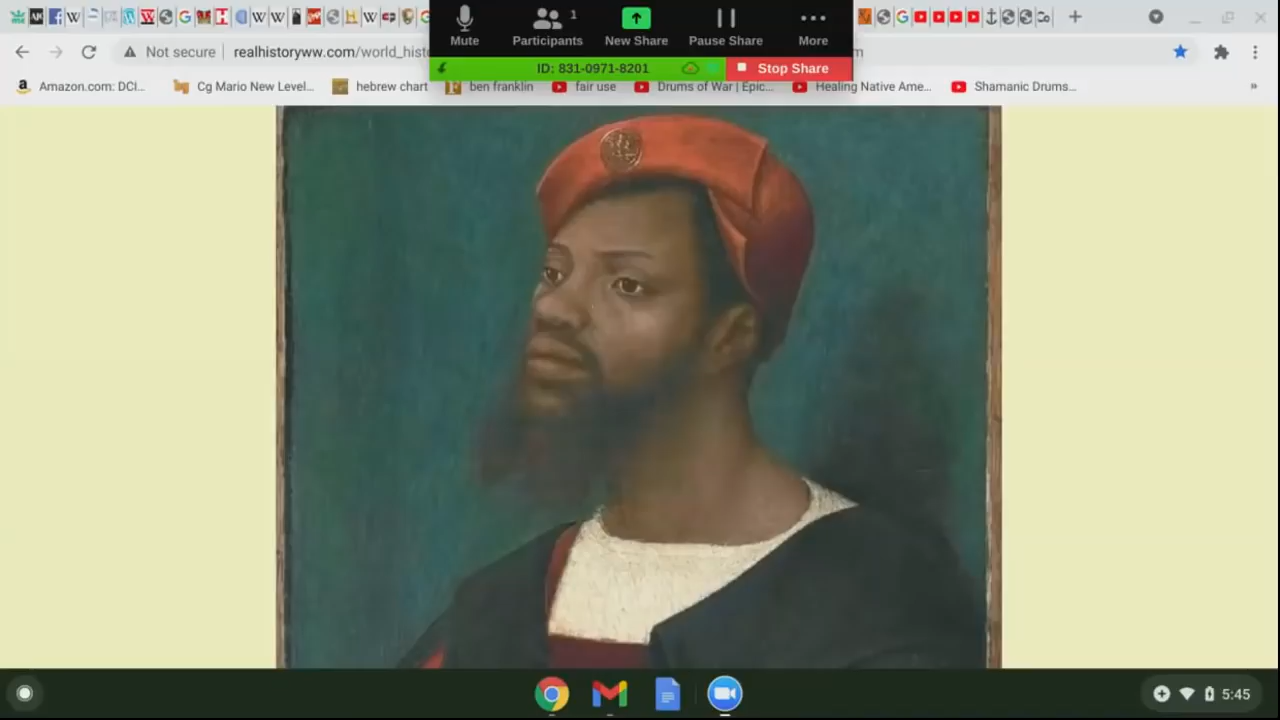 Mute
Participants
1
New Share
Pause Share
More
Not secure
realhistoryww.com/world_hist
m
ID: 831-0971-8201
Stop Share
Amazon.com: DCI...
Cg Mario New Level...
hebrew chart
ben franklin
fair use
Drums of War | Epic...
Healing Native Ame...
Shamanic Drums...
»
5:45